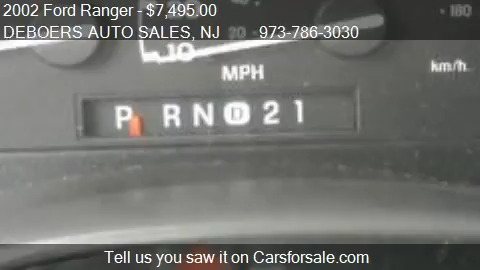 2002 Ford Ranger - $7,495.00
DEBOERS AUTO SALES, NJ 973-786-3030
10
20
180
MPH
km/h
P R N D 2 1
Tell us you saw it on Carsforsale.com